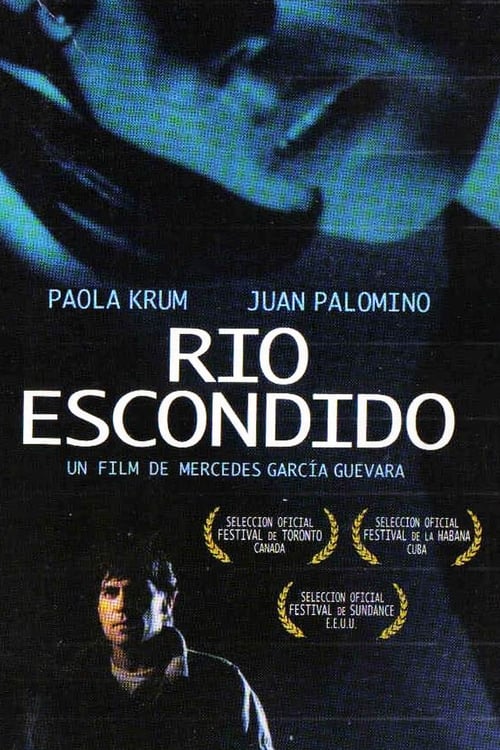 PAOLA KRUM JUAN PALOMINO
RIO
ESCONDIDO
UN FILM DE MERCEDES GARCÍA GUEVARA
SELECCION OFICIAL
FESTIVAL DE TORONTO
CANADA
SELECCION OFICIAL
FESTIVAL DE LA HABANA
CUBA
SELECCION OFICIAL
FESTIVAL DE SUNDANCE
E.E.U.U.